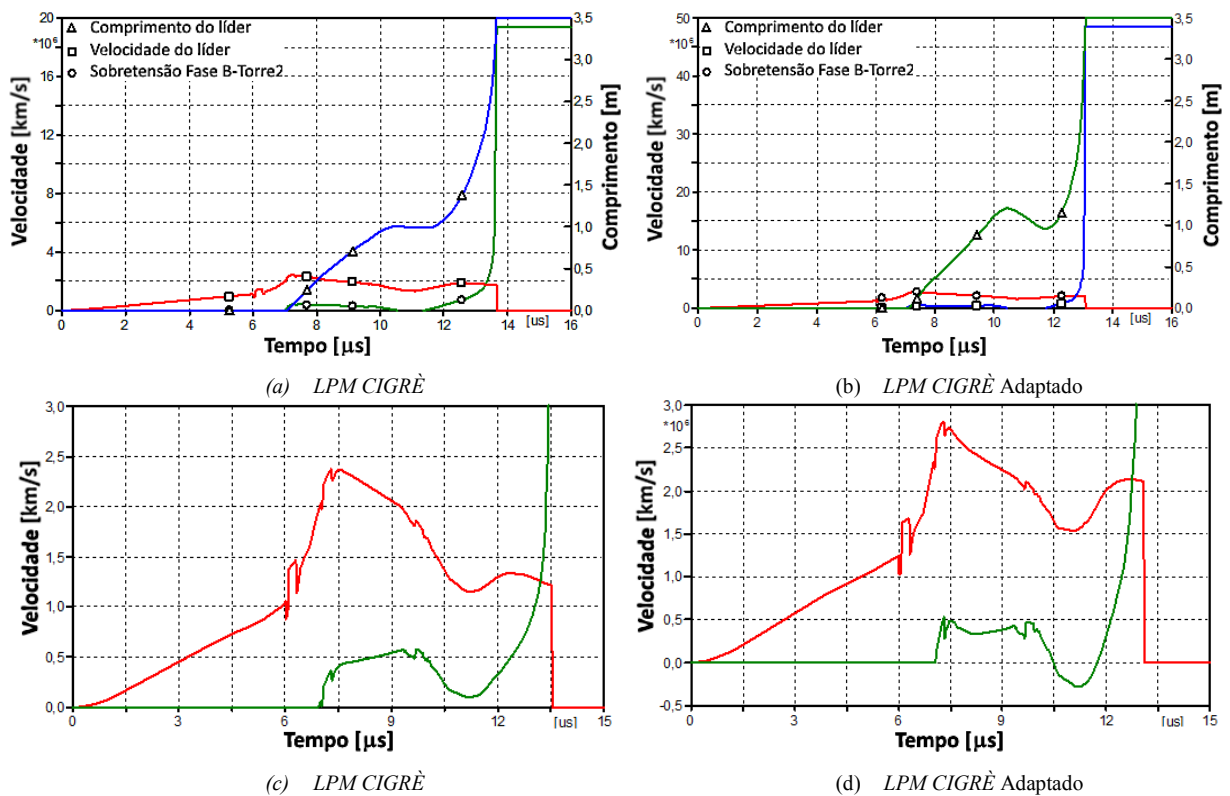 20
*10⁶
16
12
8
4
0
Velocidade [km/s]
Comprimento do líder
Velocidade do líder
Sobretensão Fase B-Torre2
3,5
3,0
2,5
2,0
1,5
1,0
0,5
0,0
Comprimento [m]
0 2 4 6 8 10 12 14 [us] 16
Tempo [µs]
(a) LPM CIGRÈ
50
*10⁶
40
30
20
10
0
Velocidade [km/s]
Comprimento do líder
Velocidade do líder
Sobretensão Fase B-Torre2
3,5
3,0
2,5
2,0
1,5
1,0
0,5
0,0
Comprimento [m]
0 2 4 6 8 10 12 14 [us] 16
Tempo [µs]
(b) LPM CIGRÈ Adaptado
3,0
2,5
2,0
1,5
1,0
0,5
0,0
Velocidade [km/s]
0 3 6 9 12 [us] 15
Tempo [µs]
(c) LPM CIGRÈ
3,0
*10⁶
2,5
2,0
1,5
1,0
0,5
0,0
-0,5
Velocidade [km/s]
0 3 6 9 12 [us] 15
Tempo [µs]
(d) LPM CIGRÈ Adaptado